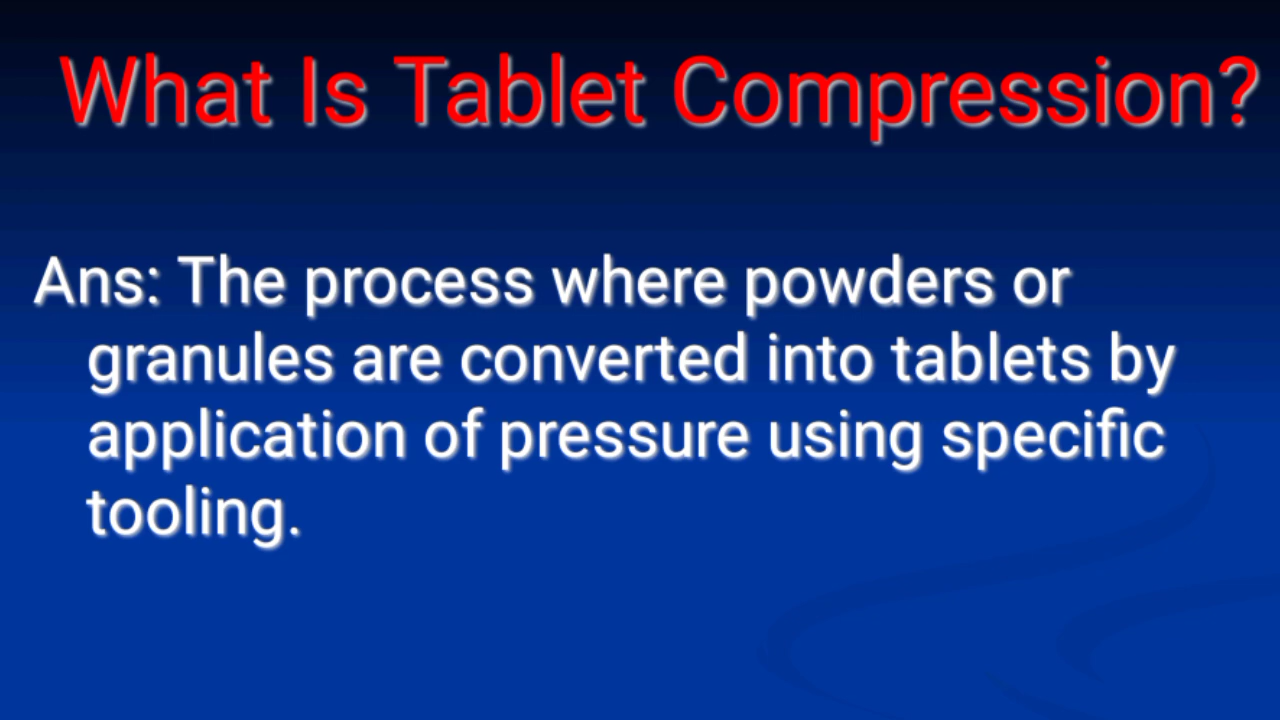 What Is Tablet Compression?
Ans: The process where powders or
granules are converted into tablets by
application of pressure using specific
tooling.